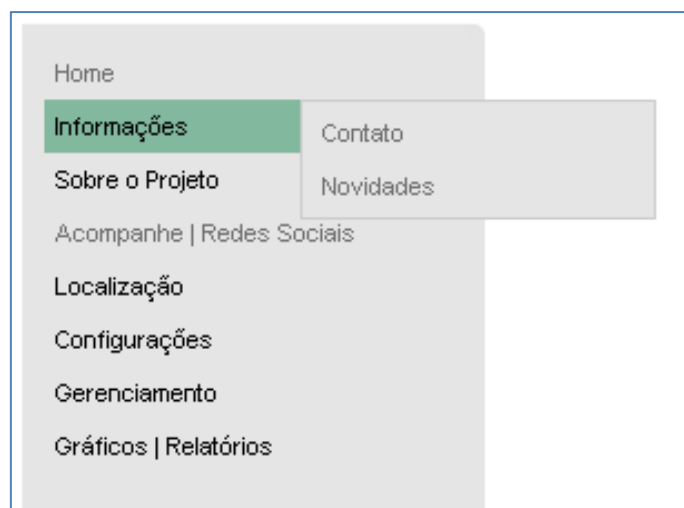 Home
Informações
Contato
Sobre o Projeto
Novidades
Acompanhe | Redes Sociais
Localização
Configurações
Gerenciamento
Gráficos | Relatórios